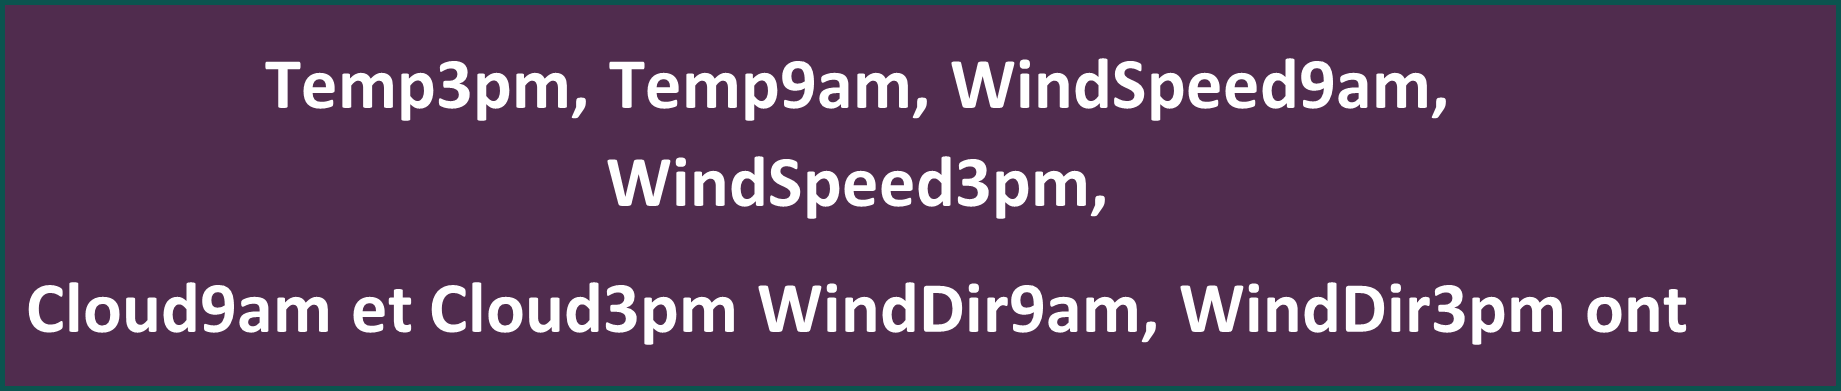 Temp3pm, Temp9am, WindSpeed9am,
WindSpeed3pm,
Cloud9am et Cloud3pm WindDir9am, WindDir3pm ont